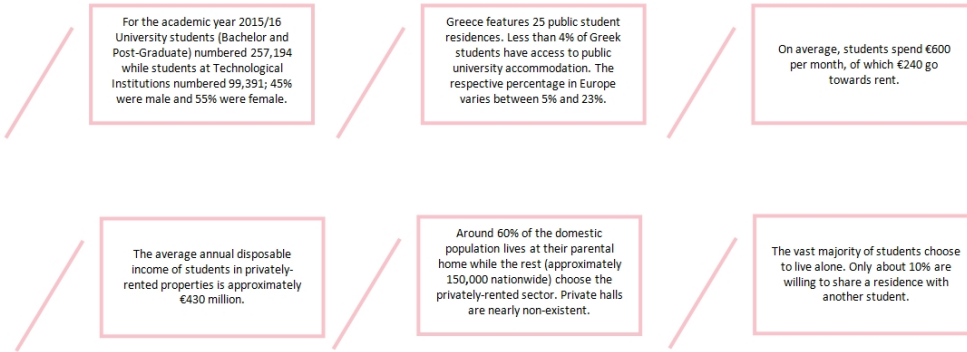 For the academic year 2015/16
University students (Bachelor and
Post-Graduate) numbered 257,194
while students at Technological
Institutions numbered 99,391; 45%
were male and 55% were female.
Greece features 25 public student
residences. Less than 4% of Greek
students have access to public
university accommodation. The
respective percentage in Europe
varies between 5% and 23%.
On average, students spend €600
per month, of which €240 go
towards rent.
The average annual disposable
income of students in privately-
rented properties is approximately
€430 million.
Around 60% of the domestic
population lives at their parental
home while the rest (approximately
150,000 nationwide) choose the
privately-rented sector. Private halls
are nearly non-existent.
The vast majority of students choose
to live alone. Only about 10% are
willing to share a residence with
another student.